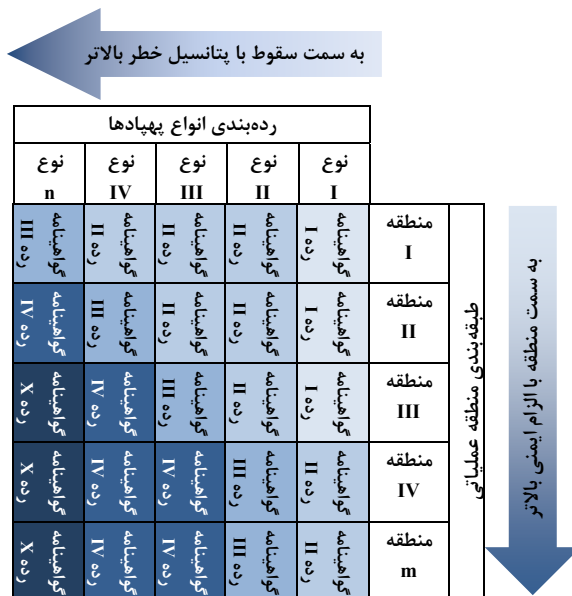 به سمت سقوط با پتانسیل خطر بالاتر
رده‌بندی انواع پهپادها
نوع I
نوع II
نوع III
نوع IV
نوع n
طبقه‌بندی منطقه عملیاتی
به سمت منطقه با الزام ایمنی بالاتر
منطقه I
گواهینامه رده I
گواهینامه رده II
گواهینامه رده II
گواهینامه رده II
گواهینامه رده III
منطقه II
گواهینامه رده I
گواهینامه رده II
گواهینامه رده II
گواهینامه رده III
گواهینامه رده IV
منطقه III
گواهینامه رده I
گواهینامه رده II
گواهینامه رده III
گواهینامه رده IV
گواهینامه رده X
منطقه IV
گواهینامه رده II
گواهینامه رده III
گواهینامه رده IV
گواهینامه رده IV
گواهینامه رده X
منطقه m
گواهینامه رده II
گواهینامه رده III
گواهینامه رده IV
گواهینامه رده IV
گواهینامه رده X